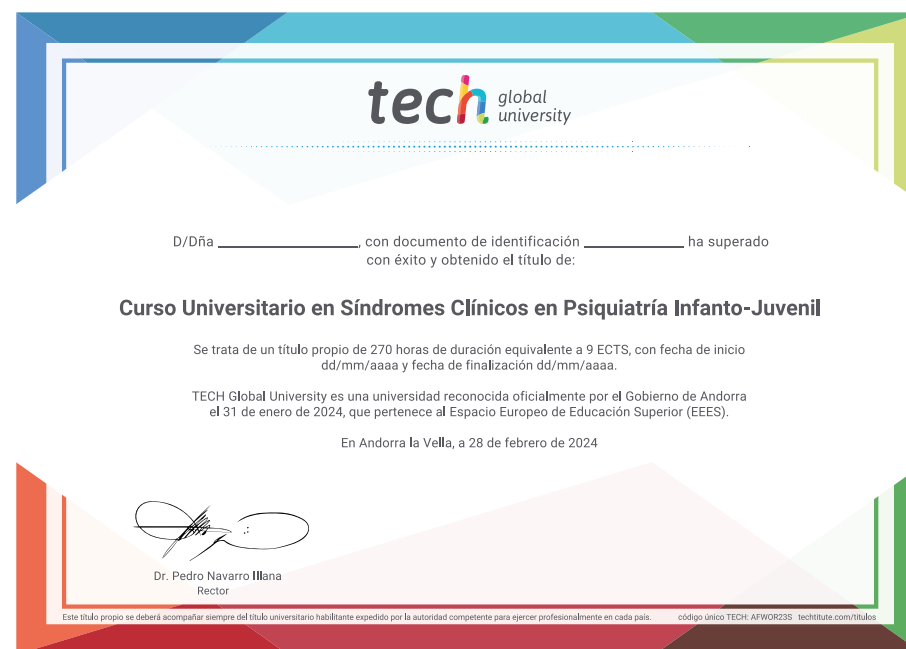 tech global university
D/Dña ______________, con documento de identificación __________ ha superado
con éxito y obtenido el título de:
Curso Universitario en Síndromes Clínicos en Psiquiatría Infanto-Juvenil
Se trata de un título propio de 270 horas de duración equivalente a 9 ECTS, con fecha de inicio
dd/mm/aaaa y fecha de finalización dd/mm/aaaa.
TECH Global University es una universidad reconocida oficialmente por el Gobierno de Andorra
el 31 de enero de 2024, que pertenece al Espacio Europeo de Educación Superior (EEES).
En Andorra la Vella, a 28 de febrero de 2024
Dr. Pedro Navarro Illana
Rector
Este título propio se deberá acompañar siempre del título universitario habilitante expedido por la autoridad competente para ejercer profesionalmente en cada país. código único TECH: AFWOR23S techtitute.com/titulos